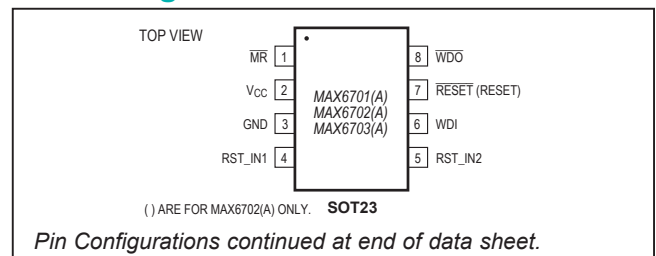 TOP VIEW
MR 1
8 WDO
VCC 2
7 RESET (RESET)
GND 3
6 WDI
RST_IN1 4
5 RST_IN2
MAX6701(A)
MAX6702(A)
MAX6703(A)
( ) ARE FOR MAX6702(A) ONLY. SOT23
Pin Configurations continued at end of data sheet.